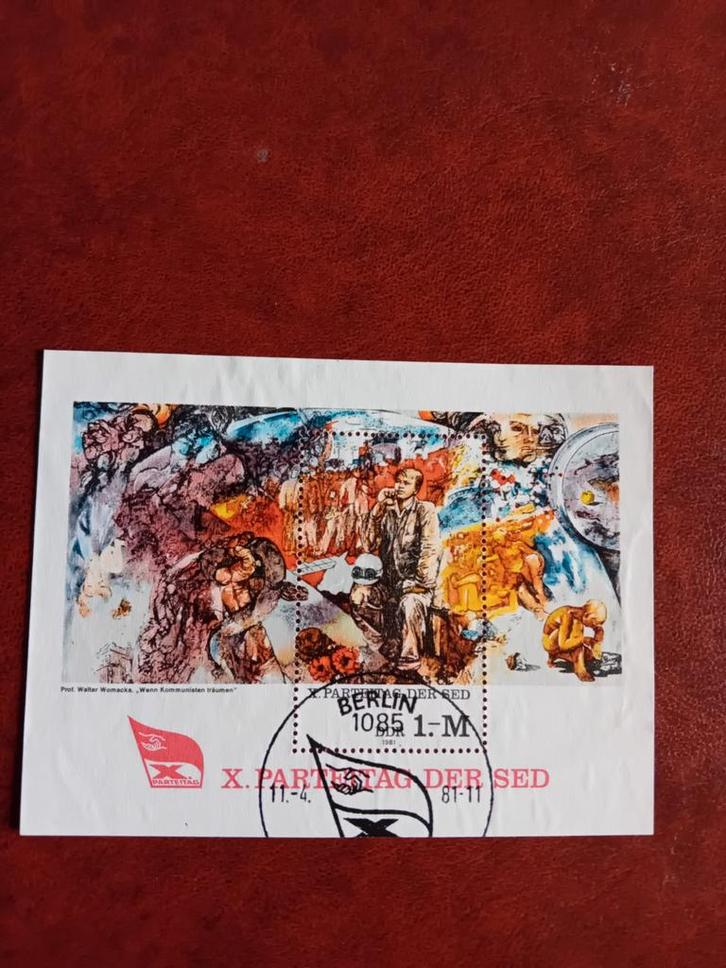 Prof. Walter Womacka, „Wenn Kommunisten träumen"
X. PARTEITAG DER SED
DDR 1.-M
1981
BERLIN
1085
11.-4. 81-11
X.
PARTEITAG
X. PARTEITAG DER SED